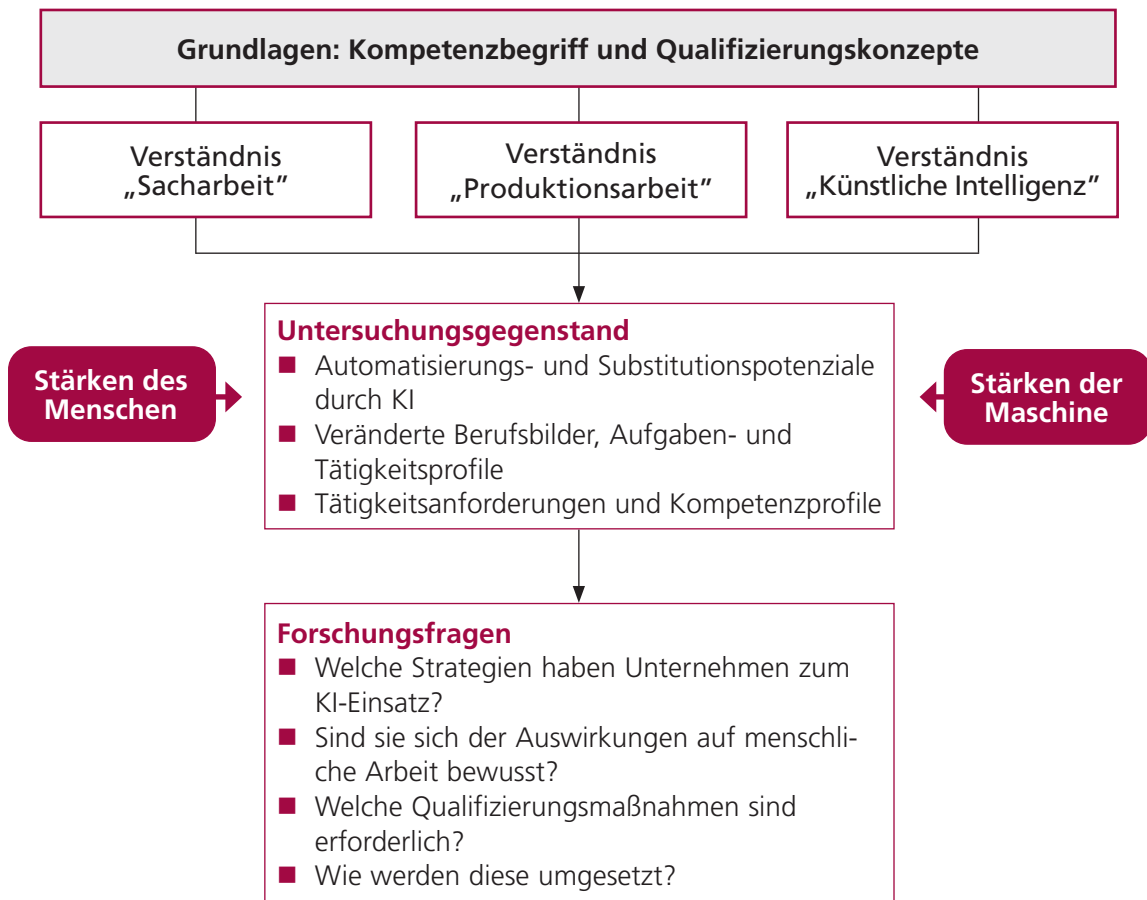 Grundlagen: Kompetenzbegriff und Qualifizierungskonzepte
Verständnis
„Sacharbeit”
Verständnis
„Produktionsarbeit”
Verständnis
„Künstliche Intelligenz”
Stärken des
Menschen
Untersuchungsgegenstand
■ Automatisierungs- und Substitutionspotenziale
durch KI
■ Veränderte Berufsbilder, Aufgaben- und
Tätigkeitsprofile
■ Tätigkeitsanforderungen und Kompetenzprofile
Stärken der
Maschine
Forschungsfragen
■ Welche Strategien haben Unternehmen zum
KI-Einsatz?
■ Sind sie sich der Auswirkungen auf menschli-
che Arbeit bewusst?
■ Welche Qualifizierungsmaßnahmen sind
erforderlich?
■ Wie werden diese umgesetzt?